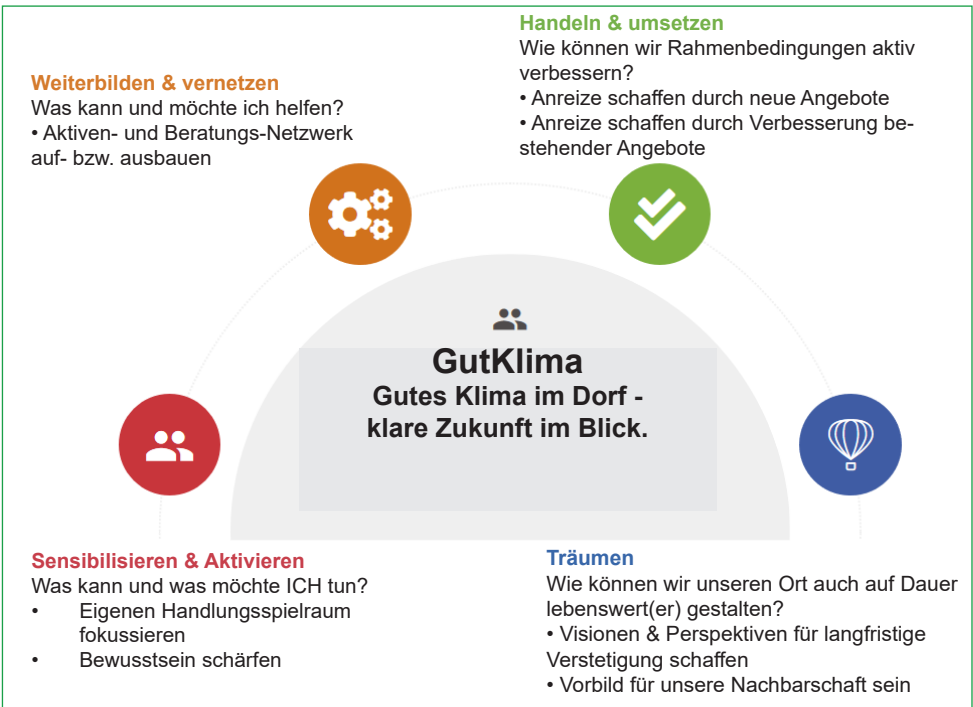 Handeln & umsetzen
Wie können wir Rahmenbedingungen aktiv
verbessern?
• Anreize schaffen durch neue Angebote
• Anreize schaffen durch Verbesserung be-
stehender Angebote
Weiterbilden & vernetzen
Was kann und möchte ich helfen?
• Aktiven- und Beratungs-Netzwerk
auf- bzw. ausbauen
GutKlima
Gutes Klima im Dorf -
klare Zukunft im Blick.
Sensibilisieren & Aktivieren
Was kann und was möchte ICH tun?
• Eigenen Handlungsspielraum
fokussieren
• Bewusstsein schärfen
Träumen
Wie können wir unseren Ort auch auf Dauer
lebenswert(er) gestalten?
• Visionen & Perspektiven für langfristige
Verstetigung schaffen
• Vorbild für unsere Nachbarschaft sein